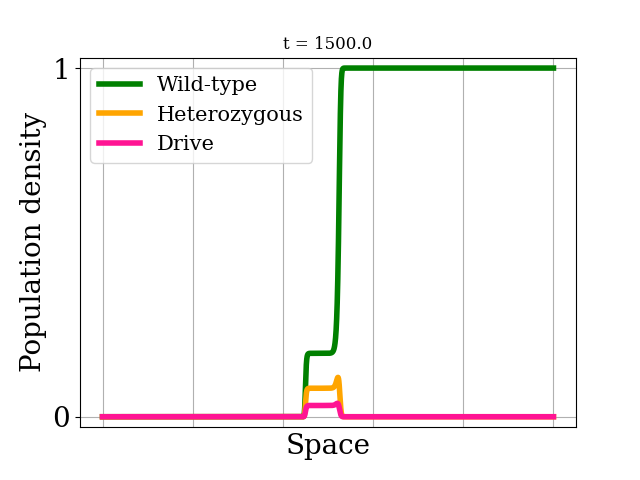 t = 1500.0
1
Wild-type
Heterozygous
Drive
Population density
0
Space